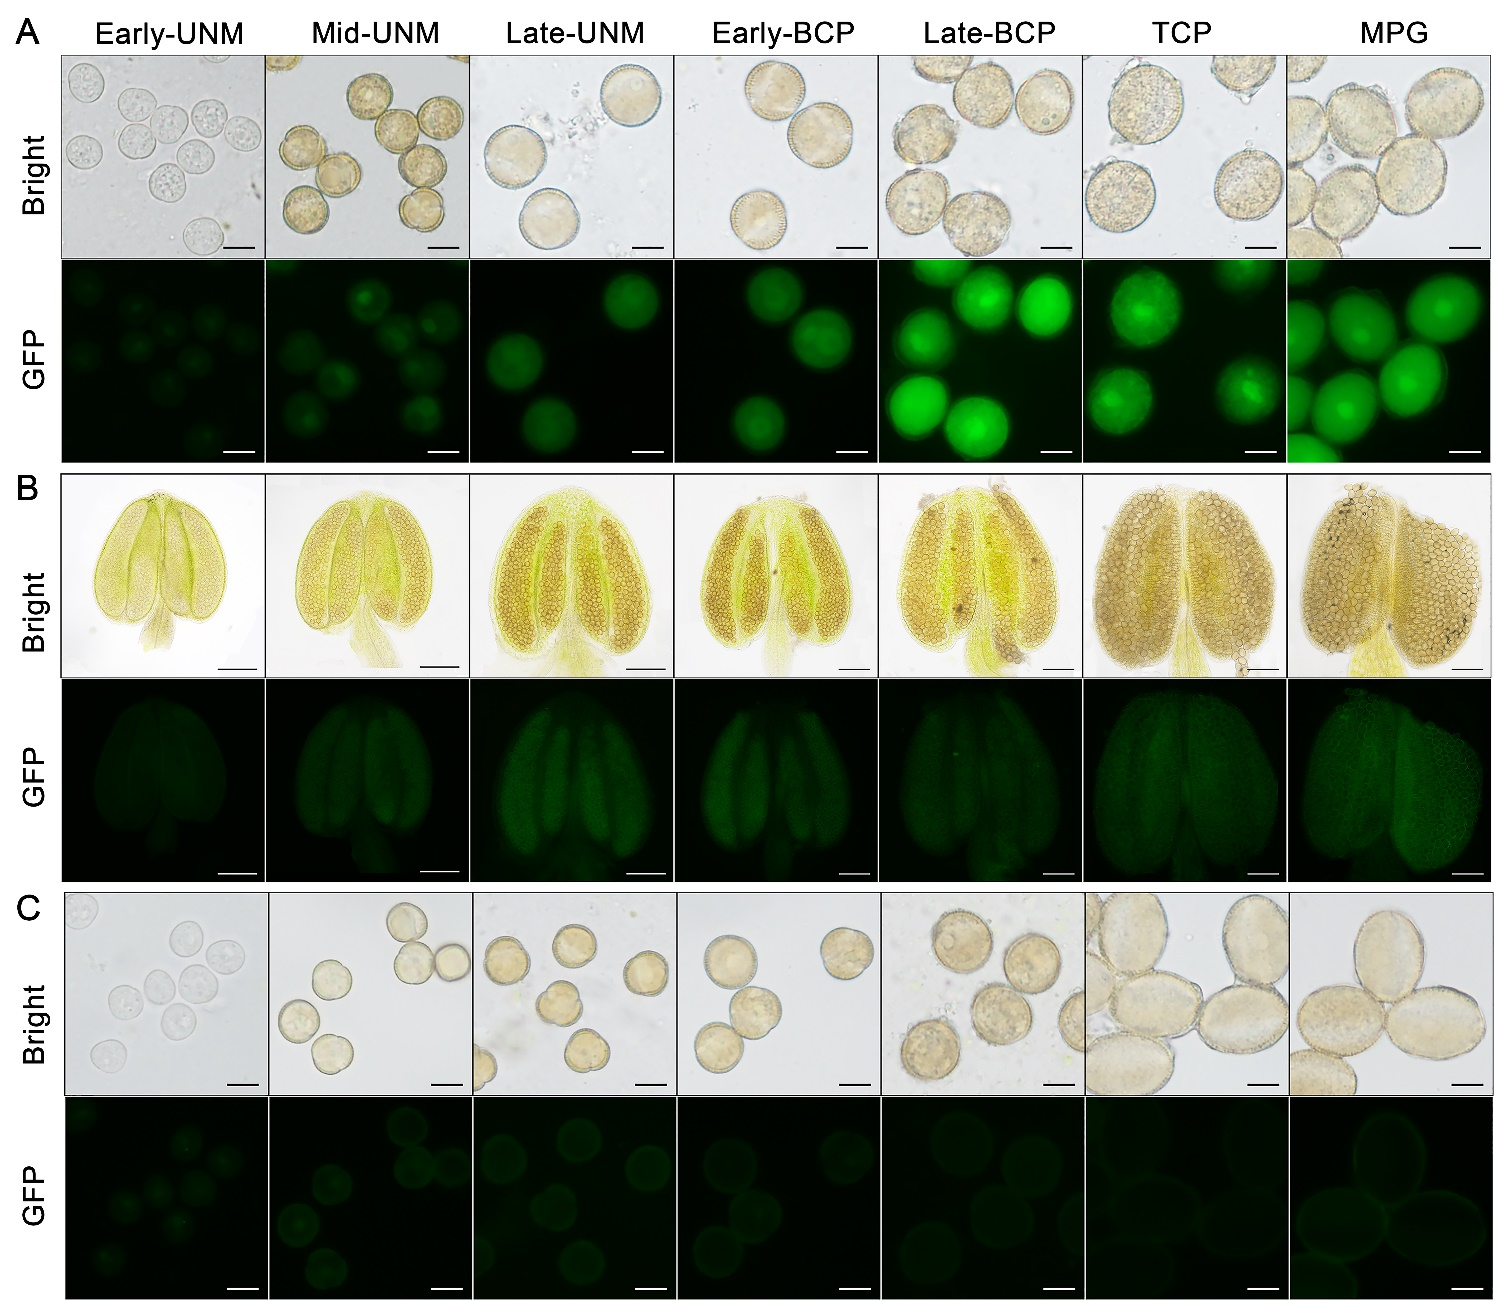 A
Early-UNM Mid-UNM Late-UNM Early-BCP Late-BCP TCP MPG
Bright
GFP
B
Bright
GFP
C
Bright
GFP